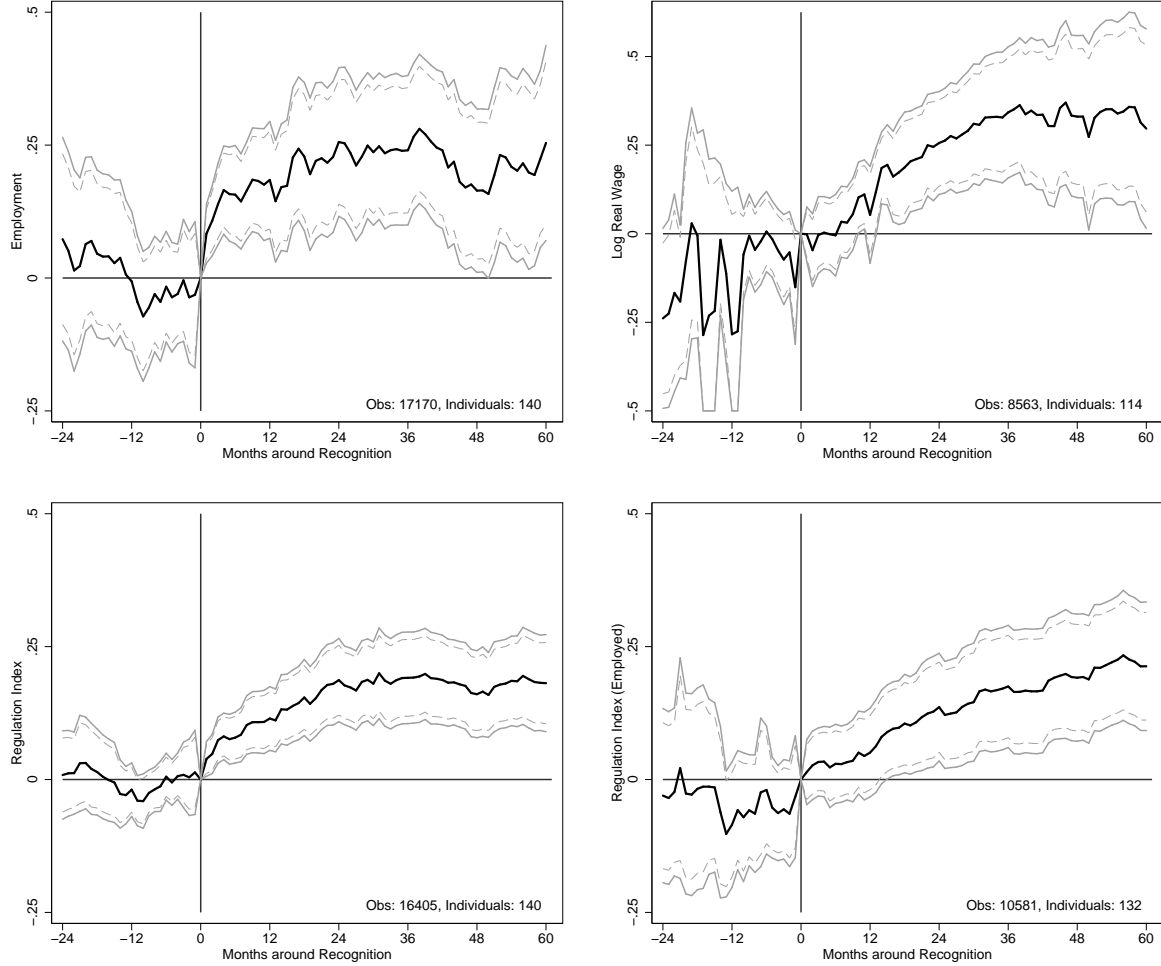 Employment
.5
.25
0
−.25
Obs: 17170, Individuals: 140
−24 −12 0 12 24 36 48 60
Months around Recognition
Log Real Wage
.5
.25
0
−.25
−.5
Obs: 8563, Individuals: 114
−24 −12 0 12 24 36 48 60
Months around Recognition
Regulation Index
.5
.25
0
−.25
Obs: 16405, Individuals: 140
−24 −12 0 12 24 36 48 60
Months around Recognition
Regulation Index (Employed)
.5
.25
0
−.25
Obs: 10581, Individuals: 132
−24 −12 0 12 24 36 48 60
Months around Recognition